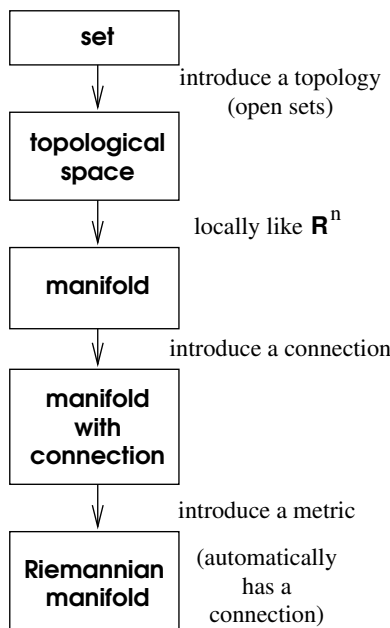 set
introduce a topology
(open sets)
topological
space
locally like Rⁿ
manifold
introduce a connection
manifold
with
connection
introduce a metric
Riemannian
manifold
(automatically
has a
connection)